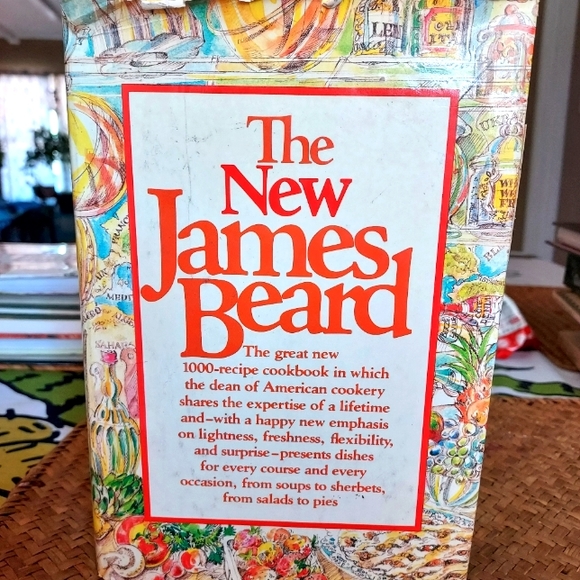 The
New
James
Beard
The great new
1000-recipe cookbook in which
the dean of American cookery
shares the expertise of a lifetime
and–with a happy new emphasis
on lightness, freshness, flexibility,
and surprise–presents dishes
for every course and every
occasion, from soups to sherbets,
from salads to pies
SAHARA